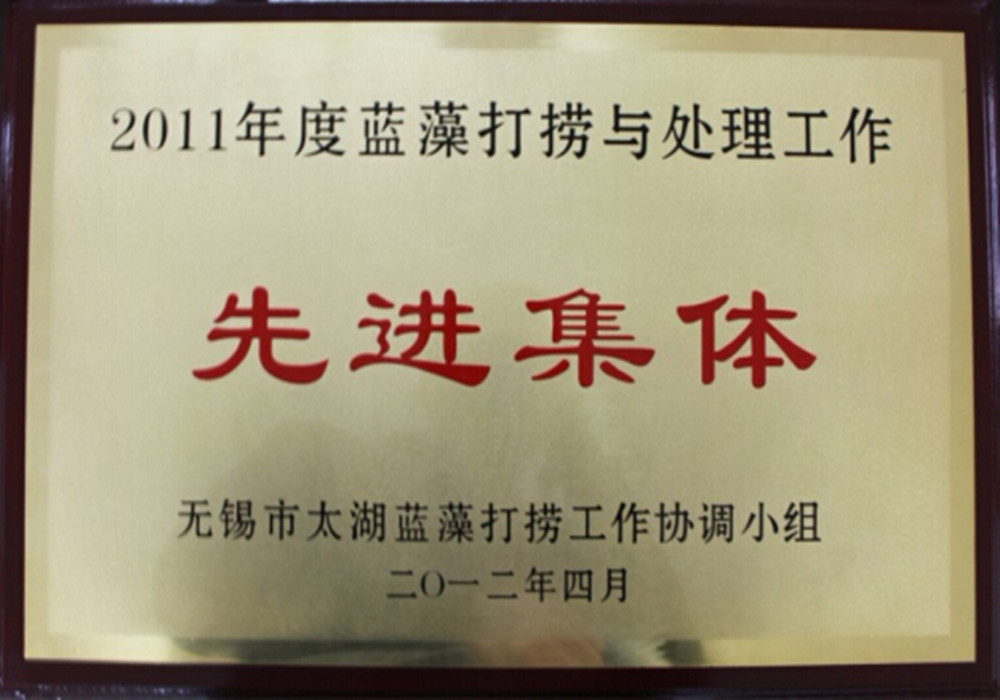 2011年度蓝藻打捞与处理工作
先进集体
无锡市太湖蓝藻打捞工作协调小组
二〇一二年四月